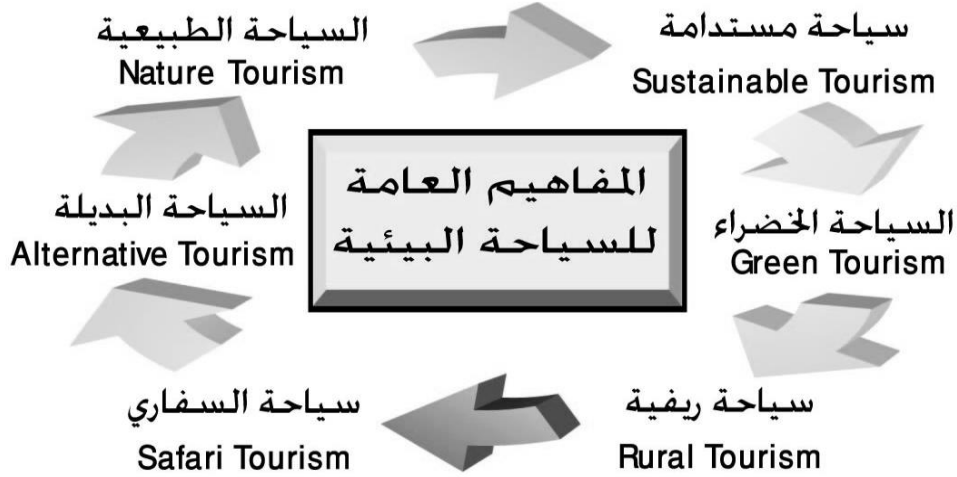 السياحة الطبيعية
Nature Tourism
سياحة مستدامة
Sustainable Tourism
المفاهيم العامة
للسياحة البيئية
السياحة البديلة
Alternative Tourism
السياحة الخضراء
Green Tourism
سياحة السفاري
Safari Tourism
سياحة ريفية
Rural Tourism